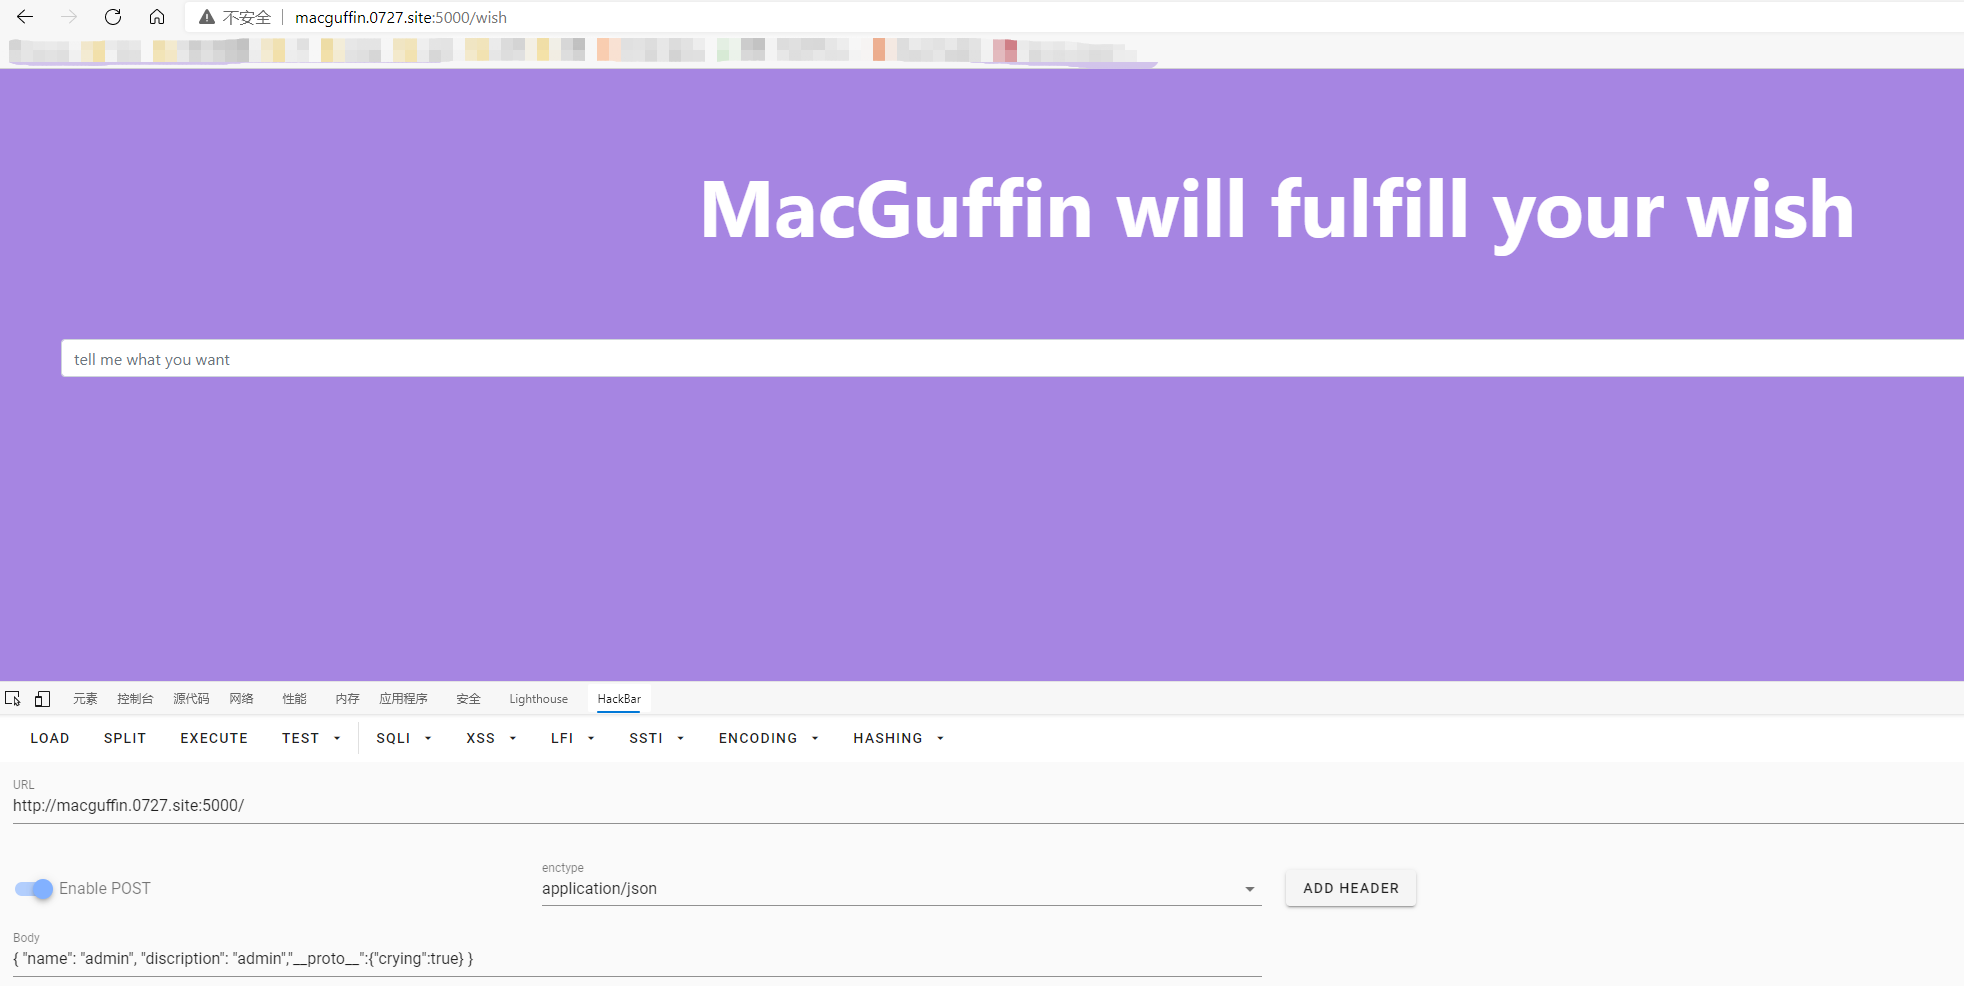 不安全 macguffin.0727.site:5000/wish
MacGuffin will fulfill your wish
tell me what you want
元素 控制台 源代码 网络 性能 内存 应用程序 安全 Lighthouse HackBar
LOAD SPLIT EXECUTE TEST SQLI XSS LFI SSTI ENCODING HASHING
URL
http://macguffin.0727.site:5000/
enctype
Enable POST application/json ADD HEADER
Body
{ "name": "admin", "discription": "admin","__proto__":{"crying":true} }